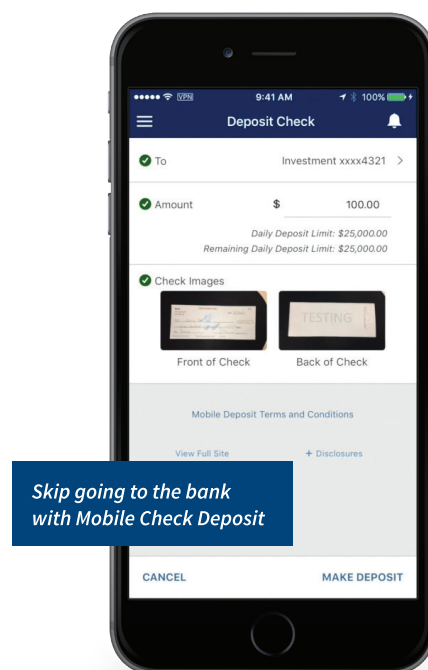 VPN 9:41 AM 100%
Deposit Check
To Investment xxxx4321 >
Amount $ 100.00
Daily Deposit Limit: $25,000.00
Remaining Daily Deposit Limit: $25,000.00
Check Images
TESTING
Front of Check Back of Check
Mobile Deposit Terms and Conditions
View Full Site + Disclosures
Skip going to the bank
with Mobile Check Deposit
CANCEL MAKE DEPOSIT